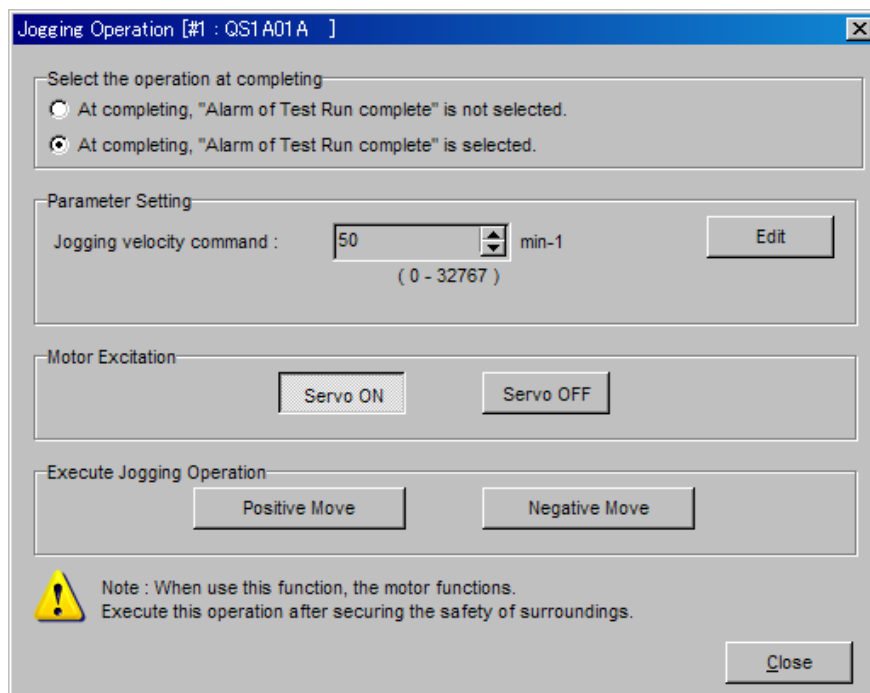 Jogging Operation [#1 : QS1A01A ]
Select the operation at completing
At completing, "Alarm of Test Run complete" is not selected.
At completing, "Alarm of Test Run complete" is selected.
Parameter Setting
Jogging velocity command : 50 min-1 Edit
( 0 - 32767 )
Motor Excitation
Servo ON Servo OFF
Execute Jogging Operation
Positive Move Negative Move
Note : When use this function, the motor functions.
Execute this operation after securing the safety of surroundings.
Close